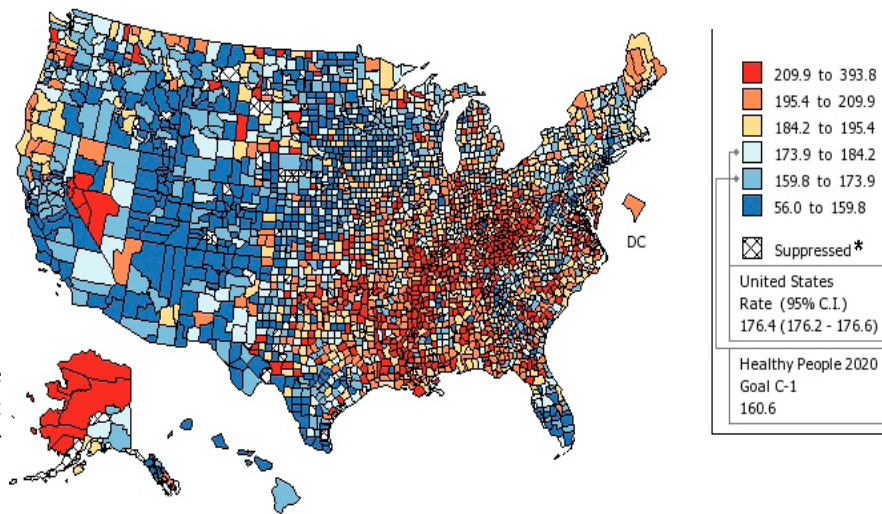 209.9 to 393.8
195.4 to 209.9
184.2 to 195.4
173.9 to 184.2
159.8 to 173.9
56.0 to 159.8
Suppressed*
DC
United States
Rate (95% C.I.)
176.4 (176.2 - 176.6)
Healthy People 2020
Goal C-1
160.6